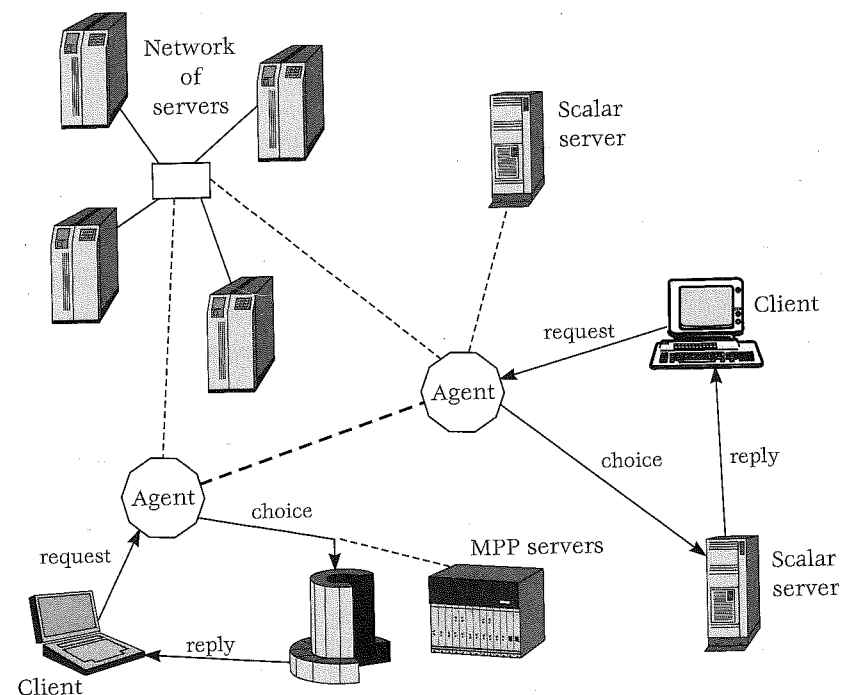 Network
of
servers
Scalar
server
Client
request
Agent
choice
reply
Agent
choice
MPP servers
request
Scalar
server
reply
Client